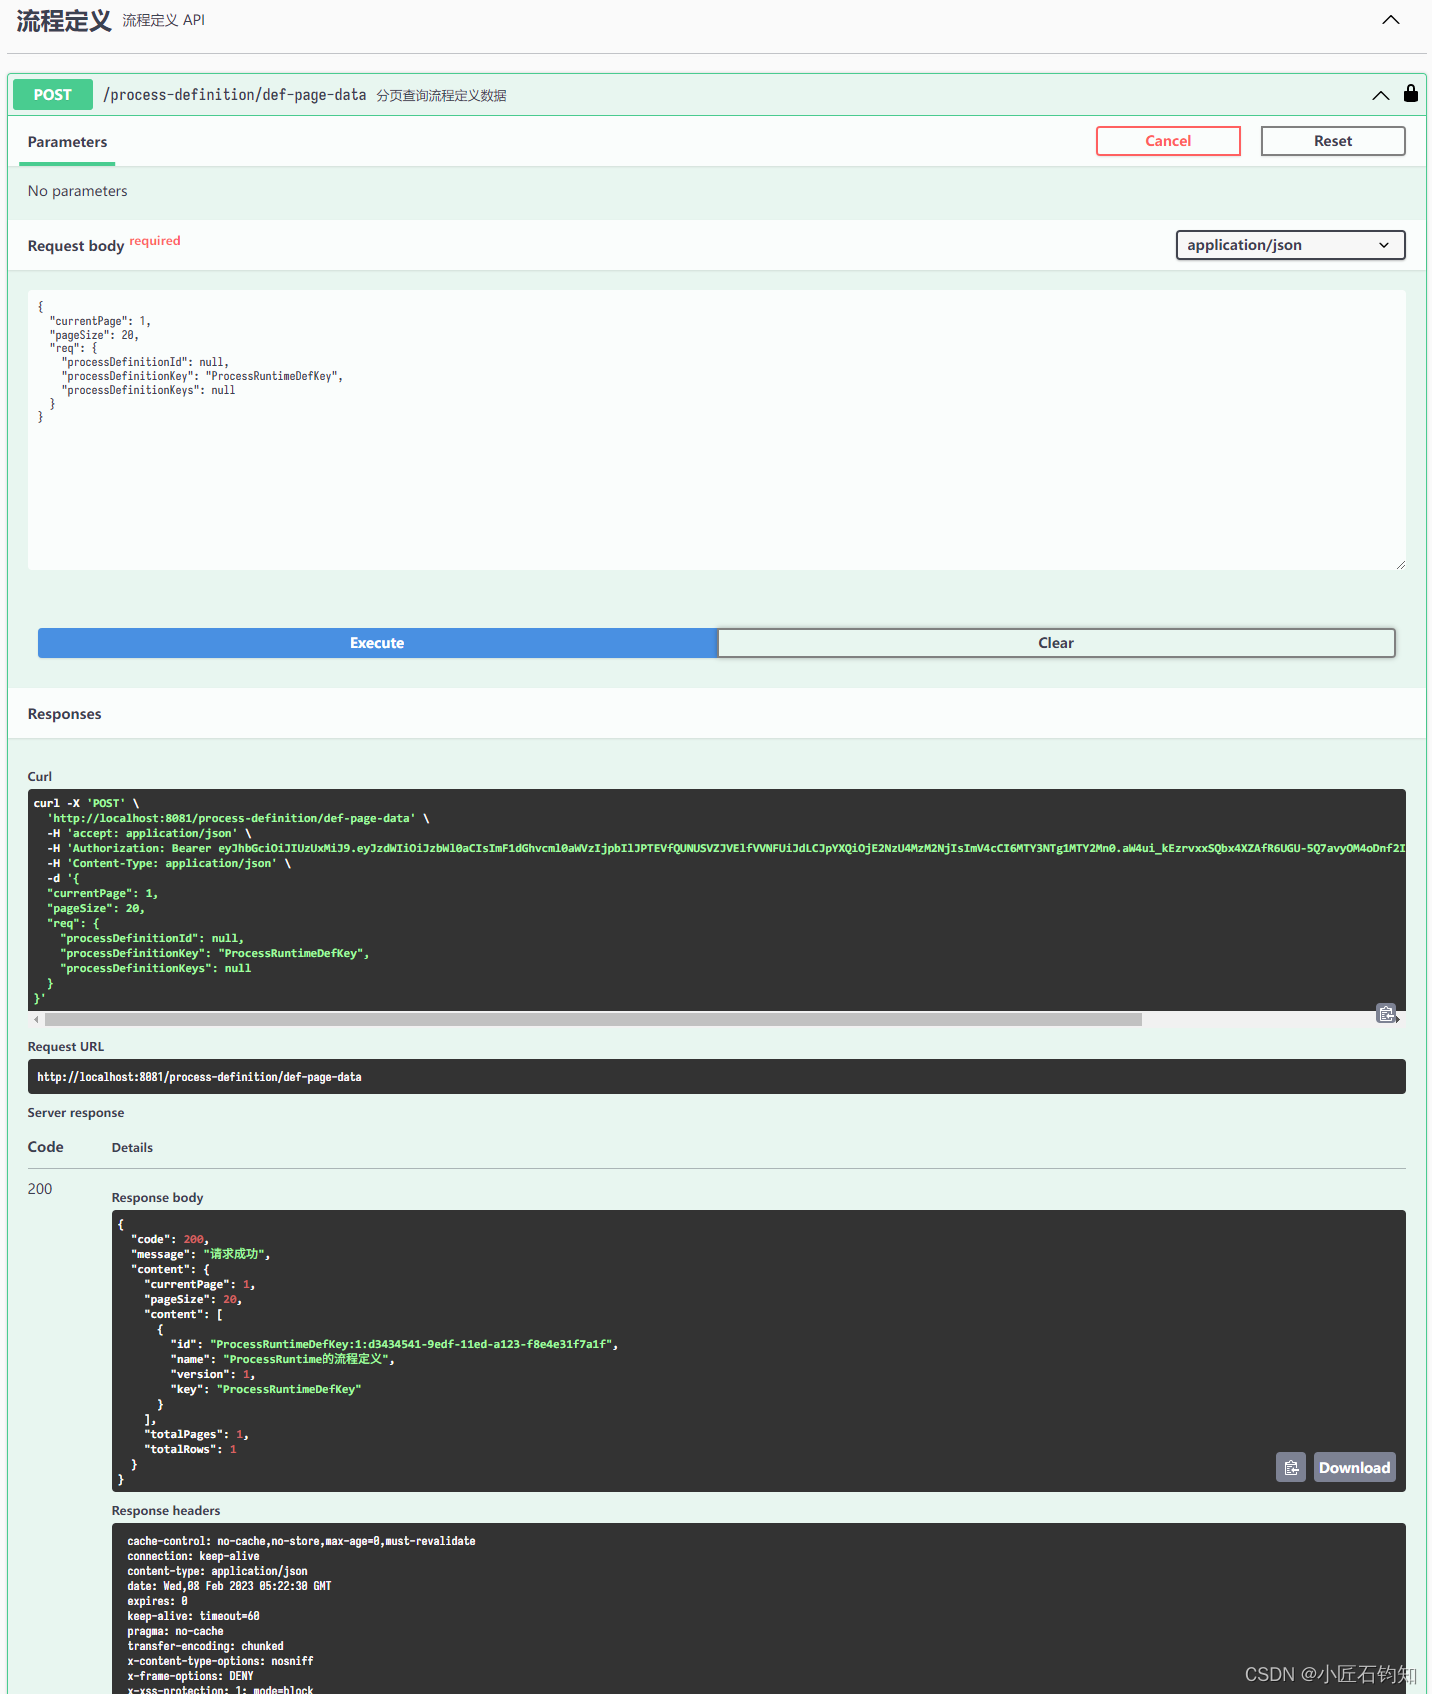 流程定义 流程定义 API
POST /process-definition/def-page-data 分页查询流程定义数据
Parameters Cancel Reset
No parameters
Request body required application/json
{
"currentPage": 1,
"pageSize": 20,
"req": {
"processDefinitionId": null,
"processDefinitionKey": "ProcessRuntimeDefKey",
"processDefinitionKeys": null
}
}
Execute Clear
Responses
Curl
curl -X 'POST' \
'http://localhost:8081/process-definition/def-page-data' \
-H 'accept: application/json' \
-H 'Authorization: Bearer eyJhbGciOiJIUzUxMiJ9.eyJzdWIiOiJzbWl0aCIsImF1dGhvcml0aWVzIjpbIlJPTEVfQUNUSVZJVElfVVNFUiJdLCJpYXQiOjE2NzU4MzM2NjIsImV4cCI6MTY3NTg1MTY2Mn0.aW4ui_kEzrvxxSQbx4XZAfR6UGU-5Q7avyOM4oDnf2I
-H 'Content-Type: application/json' \
-d '{
"currentPage": 1,
"pageSize": 20,
"req": {
"processDefinitionId": null,
"processDefinitionKey": "ProcessRuntimeDefKey",
"processDefinitionKeys": null
}
}'
Request URL
http://localhost:8081/process-definition/def-page-data
Server response
Code Details
200
Response body
{
"code": 200,
"message": "请求成功",
"content": {
"currentPage": 1,
"pageSize": 20,
"content": [
{
"id": "ProcessRuntimeDefKey:1:d3434541-9edf-11ed-a123-f8e4e31f7a1f",
"name": "ProcessRuntime的流程定义",
"version": 1,
"key": "ProcessRuntimeDefKey"
}
],
"totalPages": 1,
"totalRows": 1
}
}
Download
Response headers
cache-control: no-cache,no-store,max-age=0,must-revalidate
connection: keep-alive
content-type: application/json
date: Wed,08 Feb 2023 05:22:30 GMT
expires: 0
keep-alive: timeout=60
pragma: no-cache
transfer-encoding: chunked
x-content-type-options: nosniff
x-frame-options: DENY
x-xss-protection: 1; mode=block
CSDN @小匠石钧知